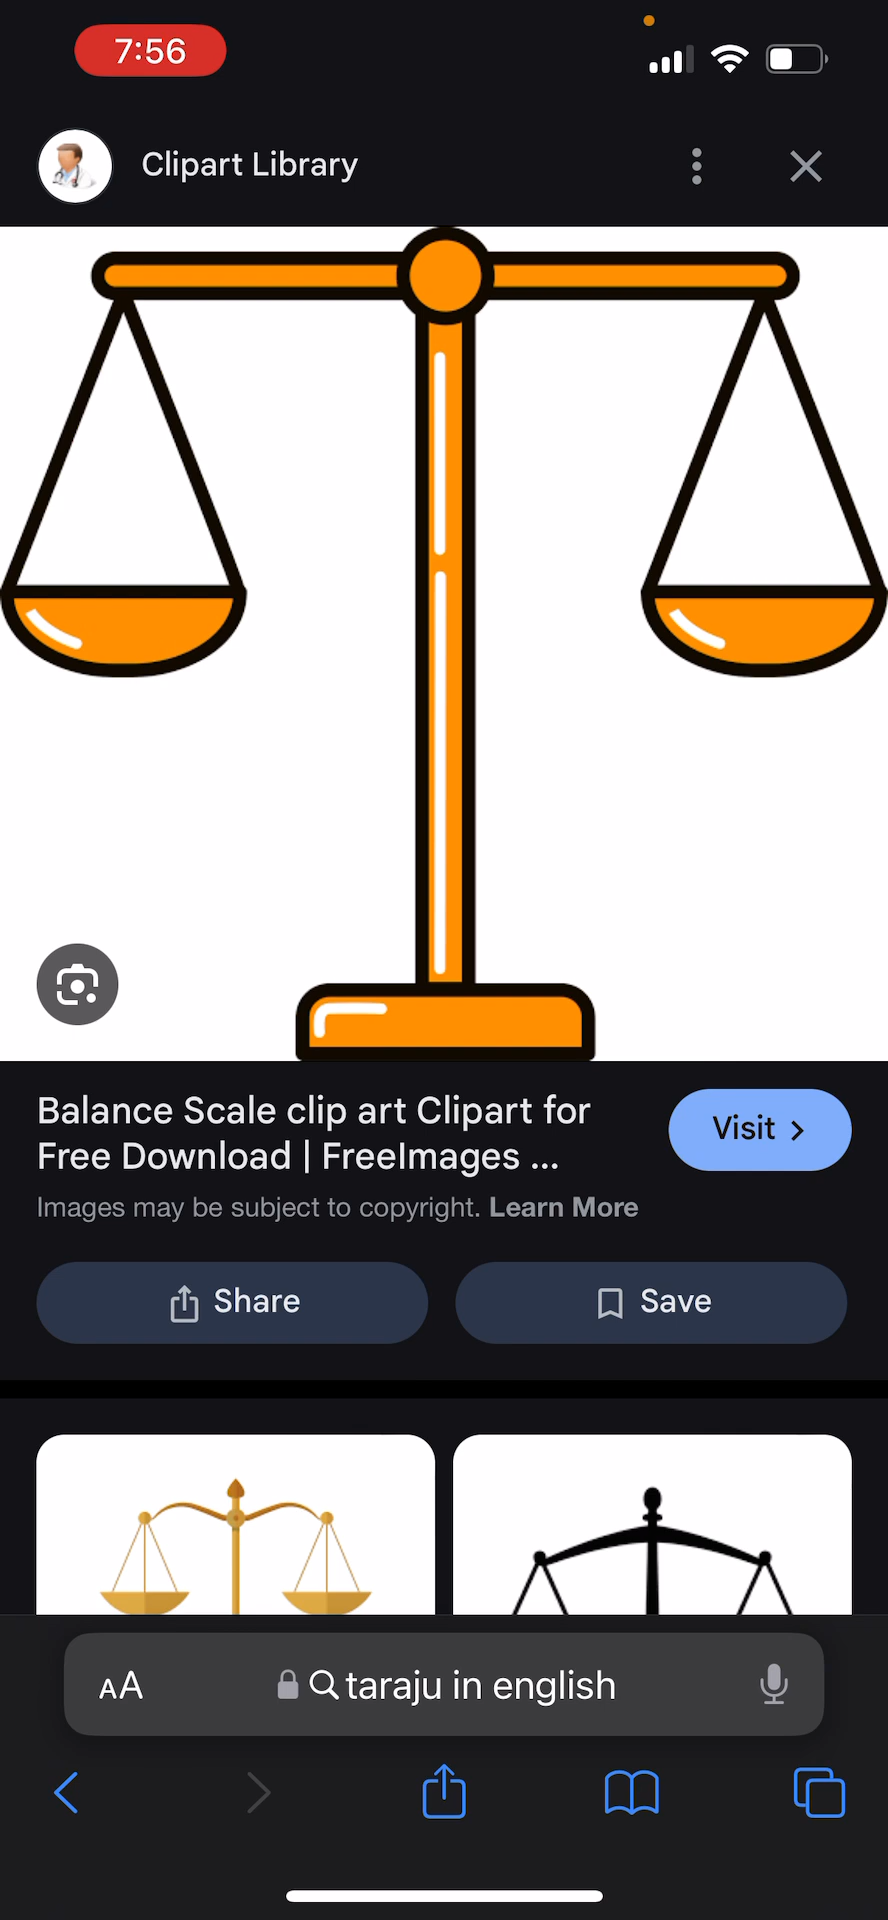 7:56
Clipart Library
Balance Scale clip art Clipart for
Free Download | FreeImages ...
Visit
Images may be subject to copyright. Learn More
Share
Save
AA
taraju in english